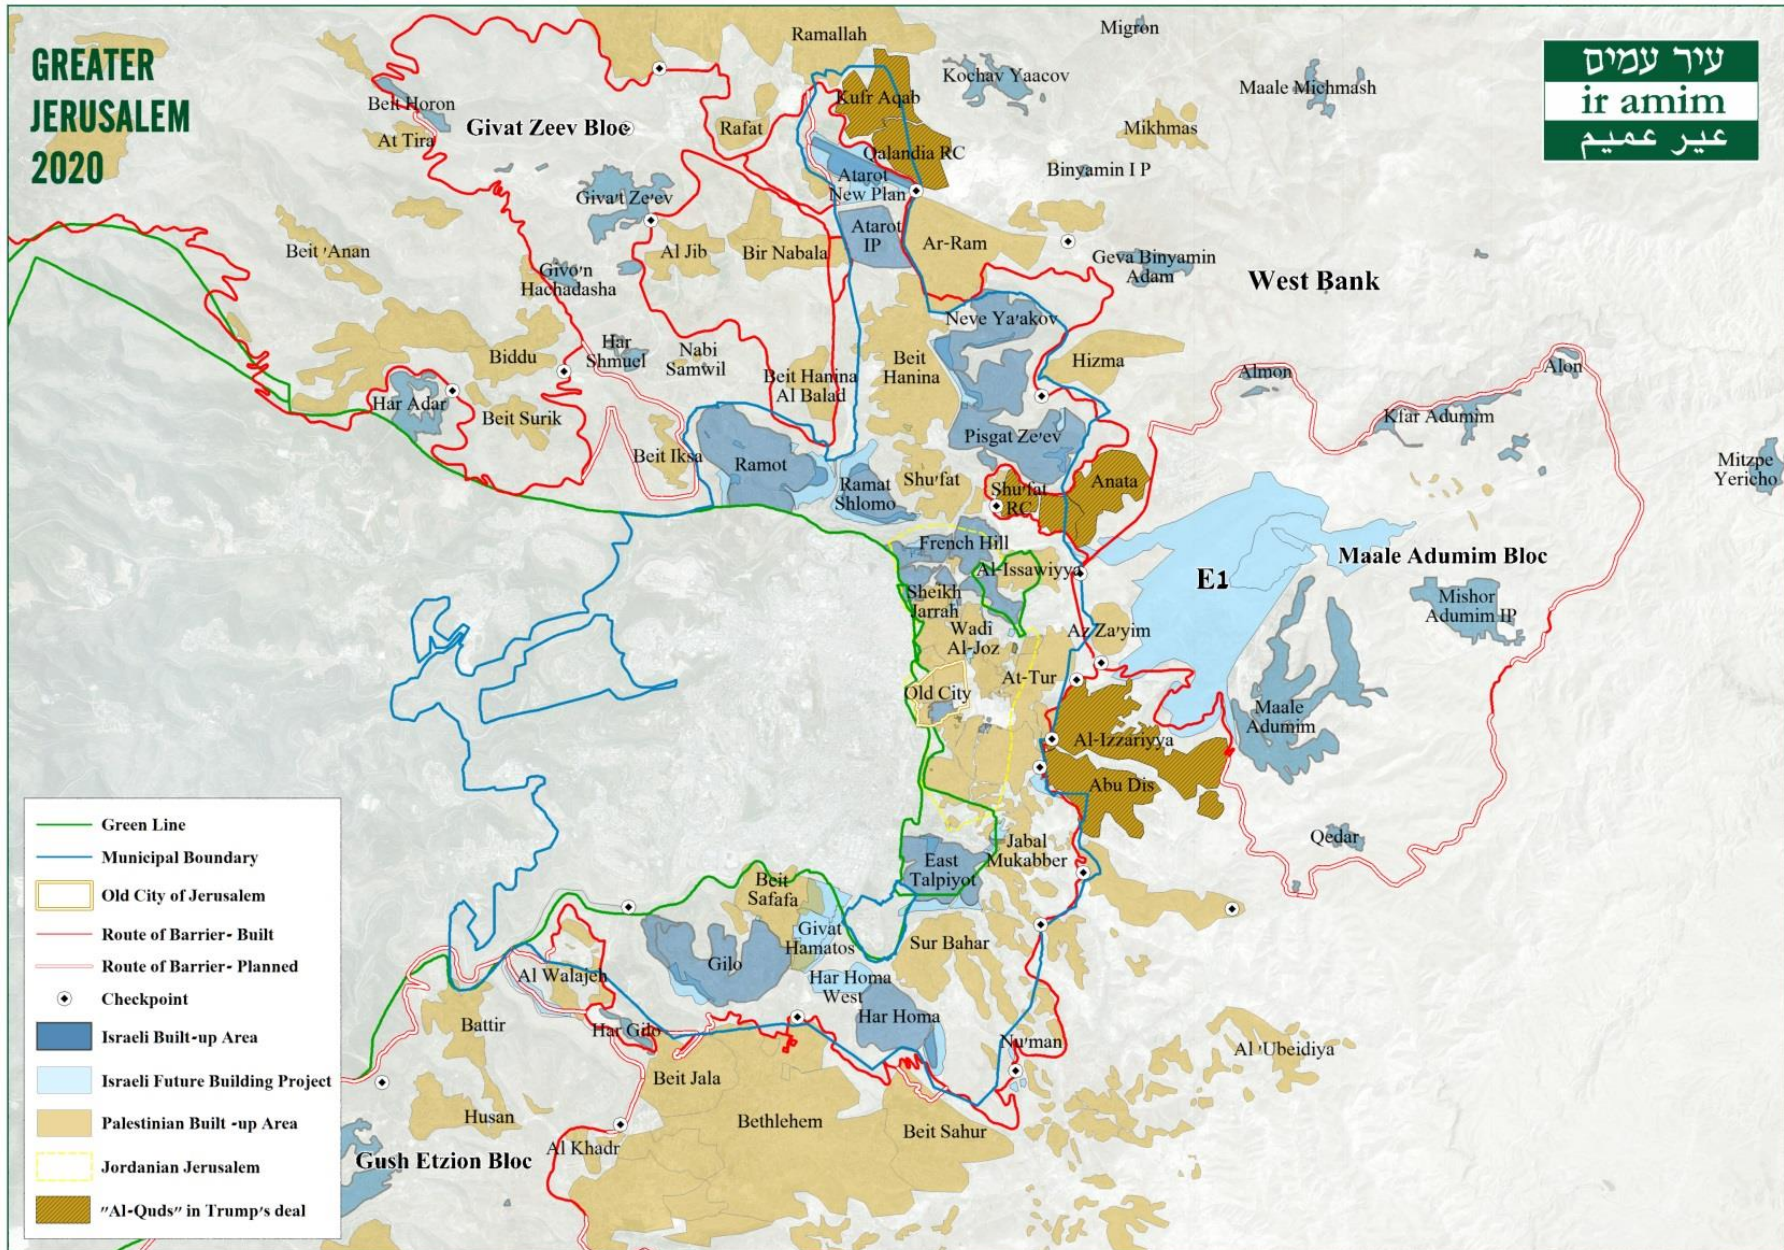 GREATER
JERUSALEM
2020
עיר עמים
ir amim
عير عميم
Ramallah
Migron
Kochav Yaacov
Maale Michmash
Beit Horon
Kufr Aqab
Givat Zeev Bloc
Rafat
Mikhmas
At Tira
Qalandia RC
Binyamin I P
Atarot
New Plan
Giva't Ze'ev
Atarot
IP
Ar-Ram
Beit 'Anan
Al Jib
Bir Nabala
Geva Binyamin
Adam
West Bank
Givo'n
Hachadasha
Neve Ya'akov
Har
Shmuel
Nabi
Samwil
Biddu
Beit Hanina
Al Balad
Beit
Hanina
Hizma
Almon
Alon
Har Adar
Beit Surik
Kfar Adumim
Pisgat Ze'ev
Beit Iksa
Ramot
Mitzpe
Yericho
Ramat
Shlomo
Shu'fat
Shu'fat
RC
Anata
French Hill
Al-Issawiyya
Maale Adumim Bloc
E1
Sheikh
Jarrah
Mishor
Adumim IP
Wadi
Al-Joz
Az Za'yim
At-Tur
Old City
Maale
Adumim
Al-Izzariyya
Abu Dis
Qedar
Jabal
Mukabber
East
Talpiyot
Beit
Safafa
Givat
Hamatos
Sur Bahar
Gilo
Al Walajeh
Har Homa
West
Har Homa
Battir
Har Gilo
Nu'man
Al 'Ubeidiya
Beit Jala
Husan
Bethlehem
Beit Sahur
Al Khadr
Gush Etzion Bloc
Green Line
Municipal Boundary
Old City of Jerusalem
Route of Barrier- Built
Route of Barrier- Planned
Checkpoint
Israeli Built-up Area
Israeli Future Building Project
Palestinian Built -up Area
Jordanian Jerusalem
"Al-Quds" in Trump's deal